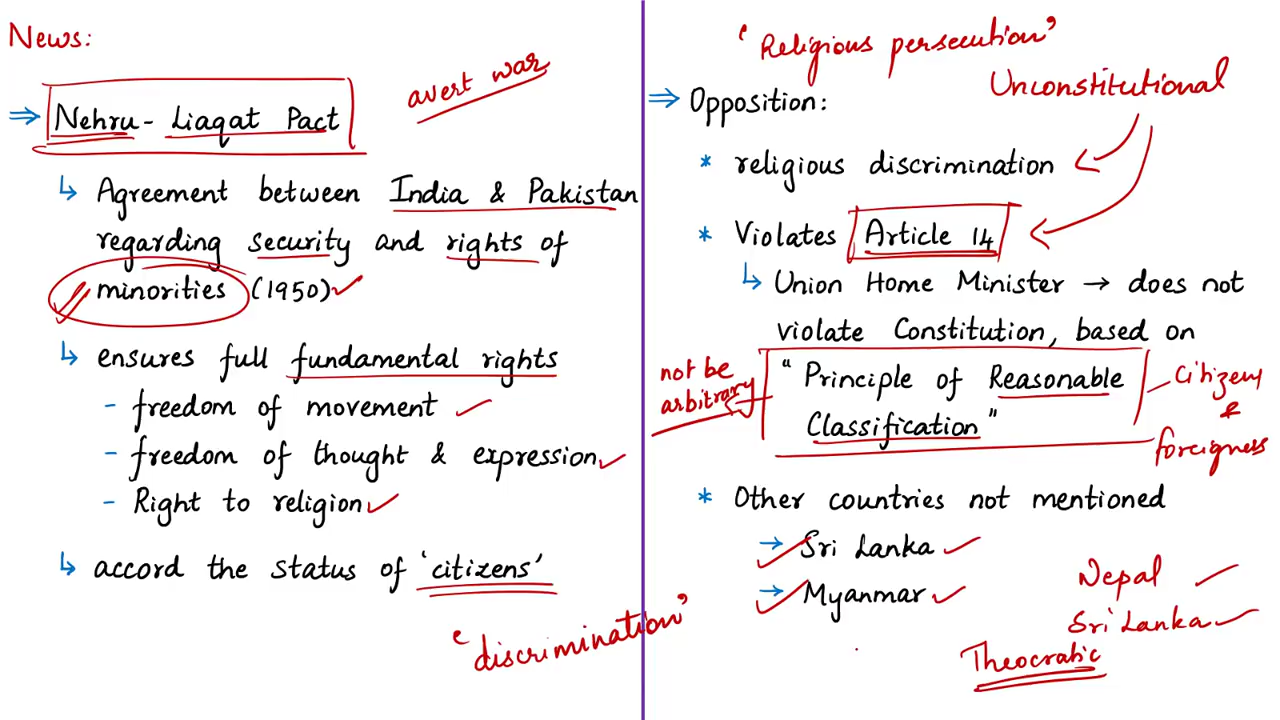 News:
avert war
⇒ Nehru - Liaqat Pact
↳ Agreement between India & Pakistan
regarding security and rights of
minorities (1950)
↳ ensures full fundamental rights
- freedom of movement
- freedom of thought & expression
- Right to religion
↳ accord the status of 'citizens'
'discrimination'
'Religious persecution'
Unconstitutional
⇒ Opposition:
* religious discrimination
* Violates Article 14
↳ Union Home Minister → does not
violate Constitution, based on
"Principle of Reasonable
Classification"
not be
arbitrary
Citizens
&
foreigness
* Other countries not mentioned
→ Sri Lanka
→ Myanmar
Nepal
Sri Lanka
Theocratic